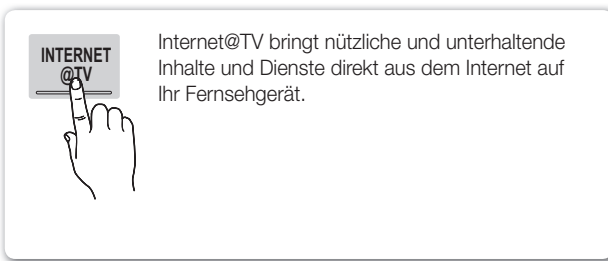 INTERNET
@TV
Internet@TV bringt nützliche und unterhaltende
Inhalte und Dienste direkt aus dem Internet auf
Ihr Fernsehgerät.